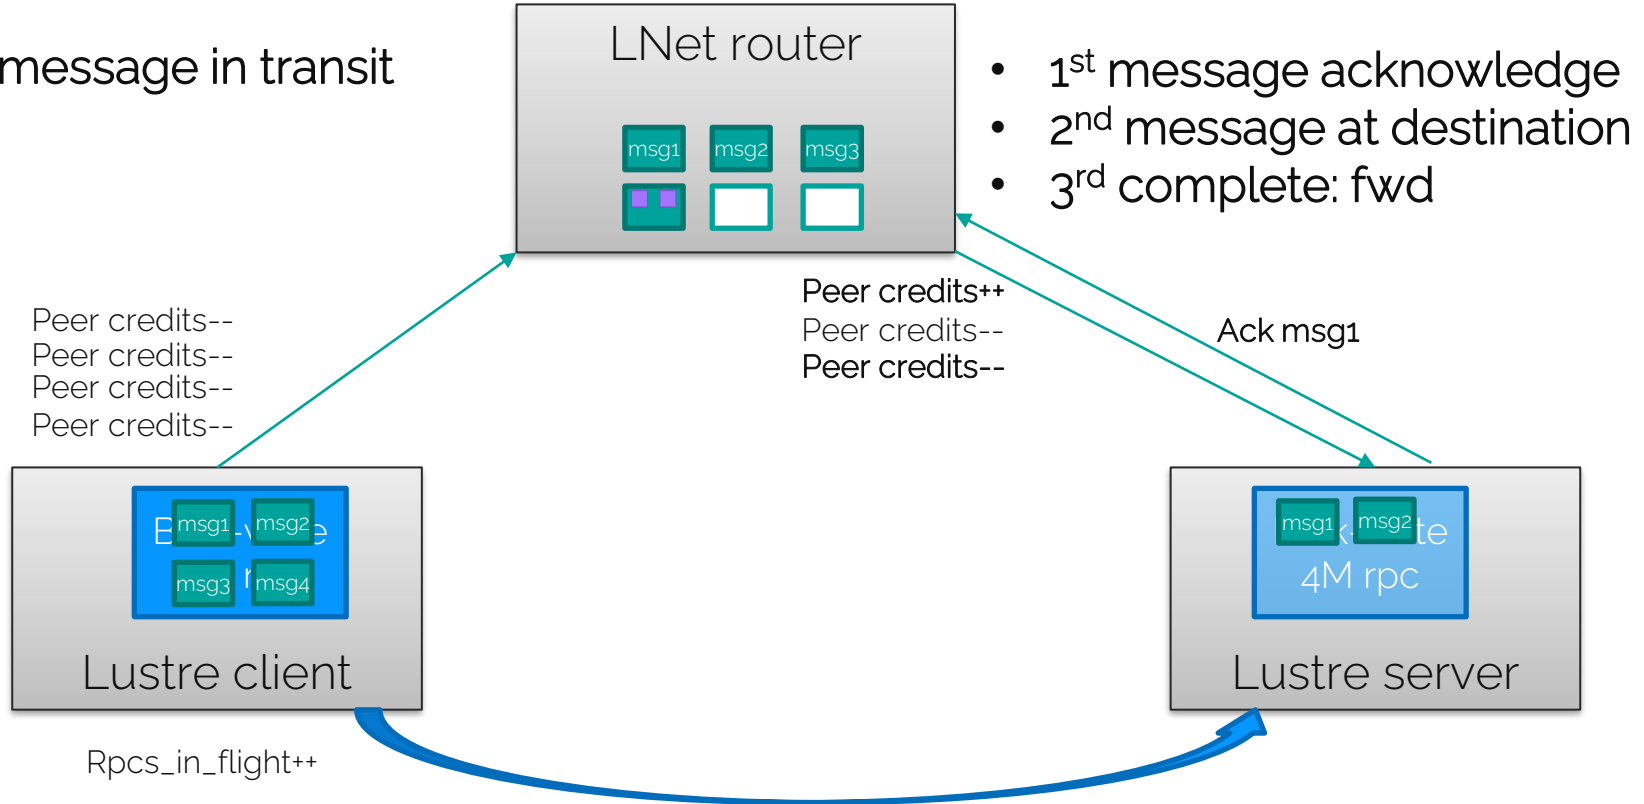 message in transit
LNet router
1st message acknowledge
2nd message at destination
3rd complete: fwd
msg1 msg2 msg3
Peer credits--
Peer credits--
Peer credits--
Peer credits--
Peer credits++
Peer credits--
Peer credits--
Ack msg1
msg1 msg2
msg3 msg4
Lustre client
msg1 msg2
4M rpc
Lustre server
Rpcs_in_flight++